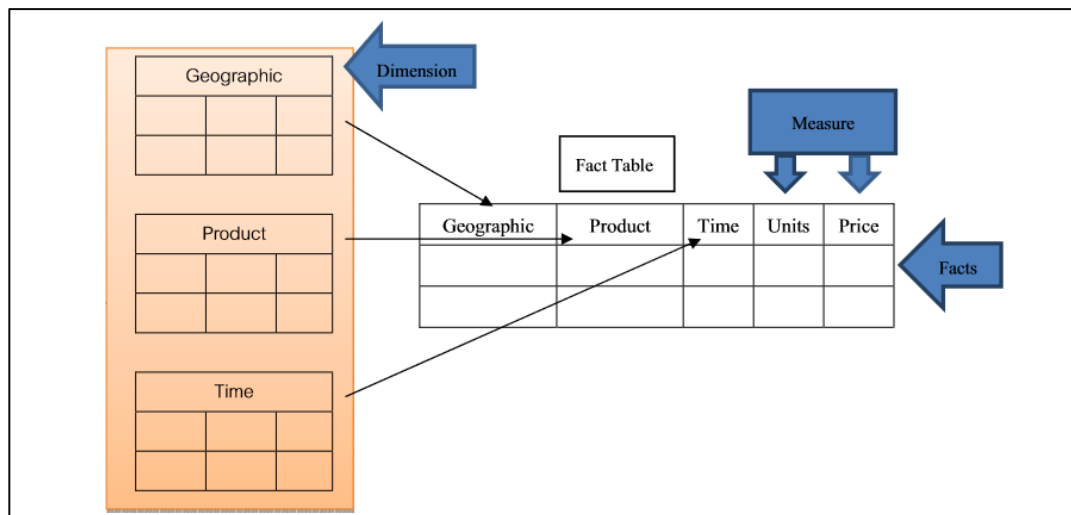 Geographic
Dimension
Measure
Fact Table
Geographic Product Time Units Price
Product
Facts
Time